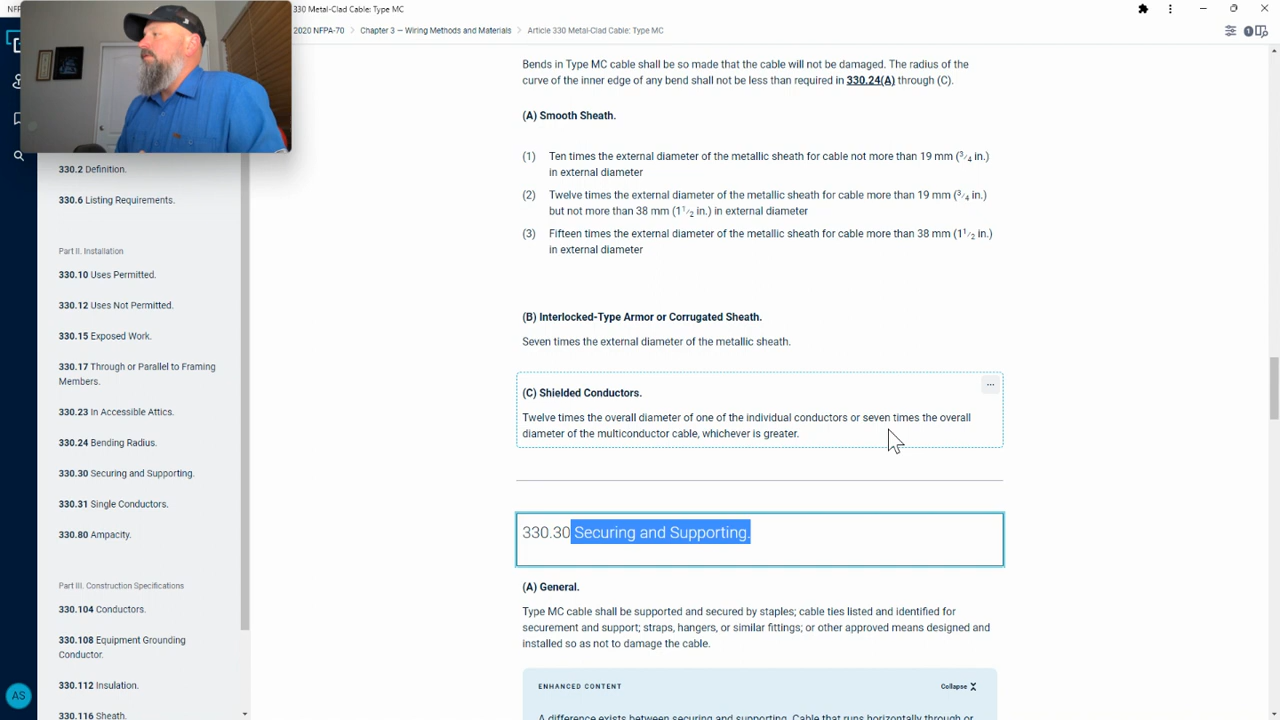 330 Metal-Clad Cable: Type MC
2020 NFPA-70 > Chapter 3 — Wiring Methods and Materials > Article 330 Metal-Clad Cable: Type MC
330.2 Definition.
330.6 Listing Requirements.
Part II. Installation
330.10 Uses Permitted.
330.12 Uses Not Permitted.
330.15 Exposed Work.
330.17 Through or Parallel to Framing
Members.
330.23 In Accessible Attics.
330.24 Bending Radius.
330.30 Securing and Supporting.
330.31 Single Conductors.
330.80 Ampacity.
Part III. Construction Specifications
330.104 Conductors.
330.108 Equipment Grounding
Conductor.
330.112 Insulation.
330.116 Sheath.
AS
Bends in Type MC cable shall be so made that the cable will not be damaged. The radius of the
curve of the inner edge of any bend shall not be less than required in 330.24(A) through (C).
(A) Smooth Sheath.
(1) Ten times the external diameter of the metallic sheath for cable not more than 19 mm (3/4 in.)
in external diameter
(2) Twelve times the external diameter of the metallic sheath for cable more than 19 mm (3/4 in.)
but not more than 38 mm (1 1/2 in.) in external diameter
(3) Fifteen times the external diameter of the metallic sheath for cable more than 38 mm (1 1/2 in.)
in external diameter
(B) Interlocked-Type Armor or Corrugated Sheath.
Seven times the external diameter of the metallic sheath.
(C) Shielded Conductors.
Twelve times the overall diameter of one of the individual conductors or seven times the overall
diameter of the multiconductor cable, whichever is greater.
330.30 Securing and Supporting.
(A) General.
Type MC cable shall be supported and secured by staples; cable ties listed and identified for
securement and support; straps, hangers, or similar fittings; or other approved means designed and
installed so as not to damage the cable.
ENHANCED CONTENT
Collapse
A difference exists between securing and supporting. Cable that runs horizontally through or